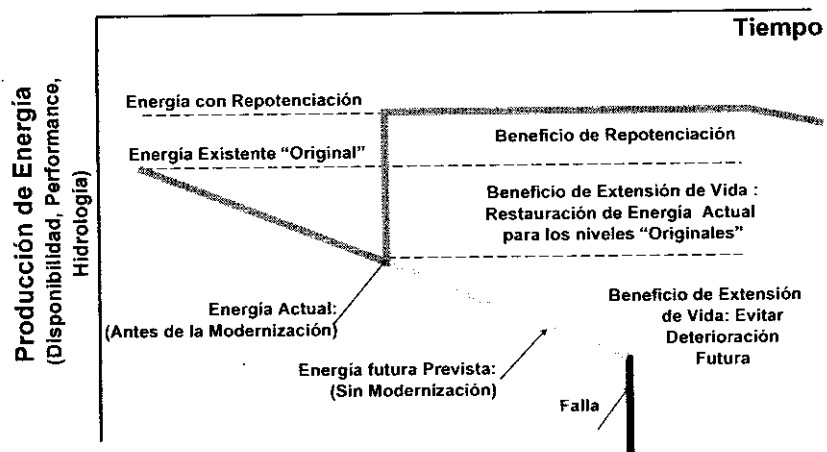 Tiempo
Producción de Energía
(Disponibilidad, Performance,
Hidrología)
Energía con Repotenciación
Beneficio de Repotenciación
Energía Existente “Original”
Beneficio de Extensión de Vida :
Restauración de Energía Actual
para los niveles “Originales”
Energía Actual:
(Antes de la Modernización)
Beneficio de Extensión
de Vida: Evitar
Deterioración
Futura
Energía futura Prevista:
(Sin Modernización)
Falla